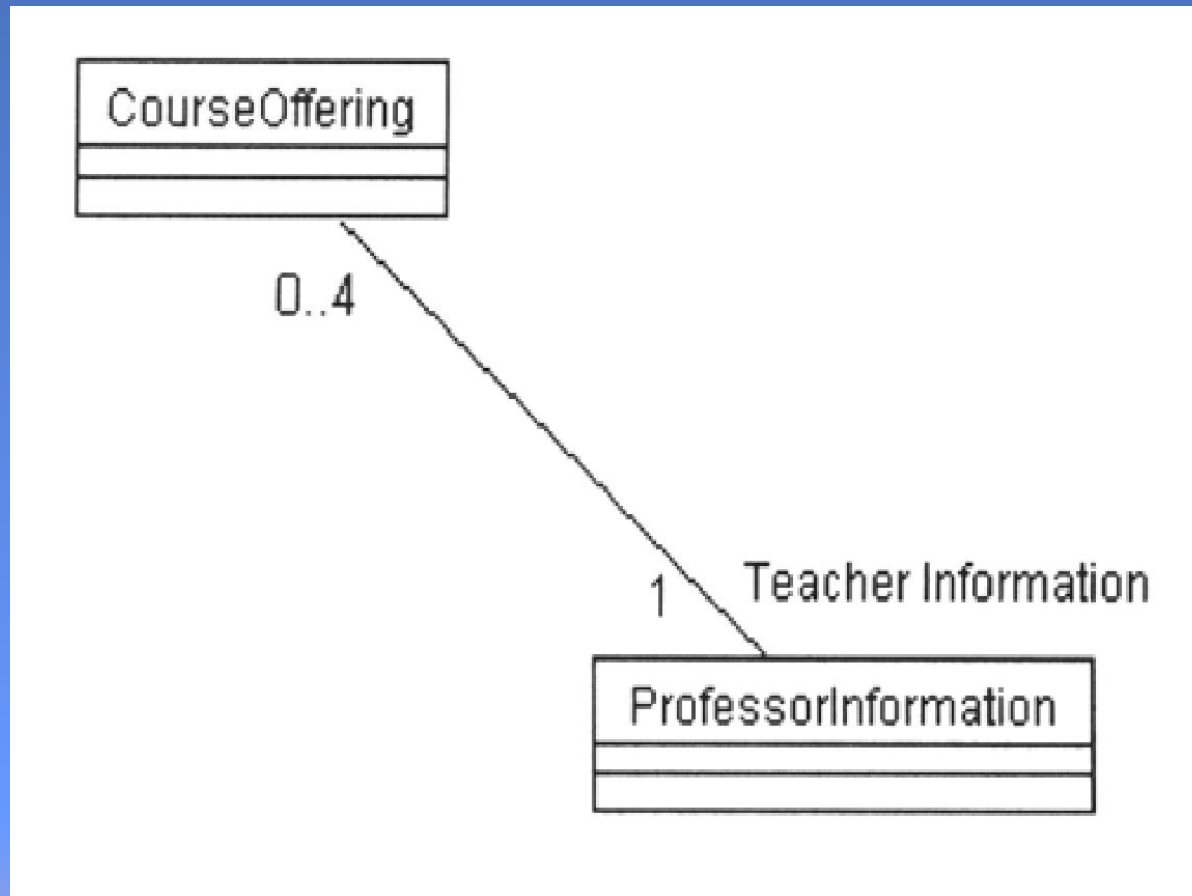 CourseOffering
0..4
1
Teacher Information
ProfessorInformation